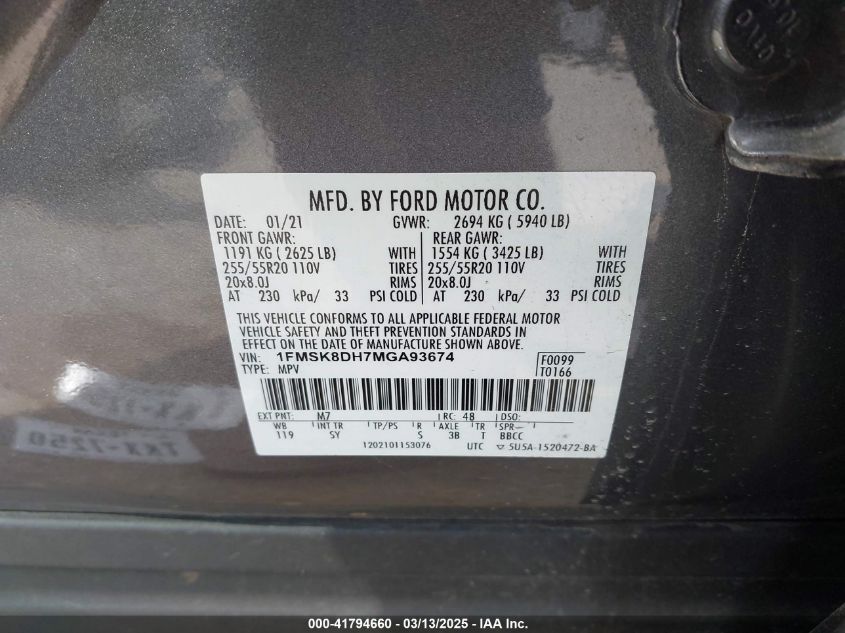 MFD. BY FORD MOTOR CO.
DATE: 01/21 GVWR: 2694 KG ( 5940 LB)
FRONT GAWR: REAR GAWR:
1191 KG ( 2625 LB) WITH 1554 KG ( 3425 LB) WITH
255/55R20 110V TIRES 255/55R20 110V TIRES
20x8.0J RIMS 20x8.0J RIMS
AT 230 kPa/ 33 PSI COLD AT 230 kPa/ 33 PSI COLD
THIS VEHICLE CONFORMS TO ALL APPLICABLE FEDERAL MOTOR
VEHICLE SAFETY AND THEFT PREVENTION STANDARDS IN
EFFECT ON THE DATE OF MANUFACTURE SHOWN ABOVE.
VIN: 1FMSK8DH7MGA93674 F0099
TYPE: MPV T0166
EXT PNT: M7 RC: 48 DSO:
WB INT TR TP/PS R AXLE TR SPR
119 SY S 3B T BBCC
1202101153076 UTC ▽ 5U5A-1520472-BA
000-41794660 - 03/13/2025 - IAA Inc.